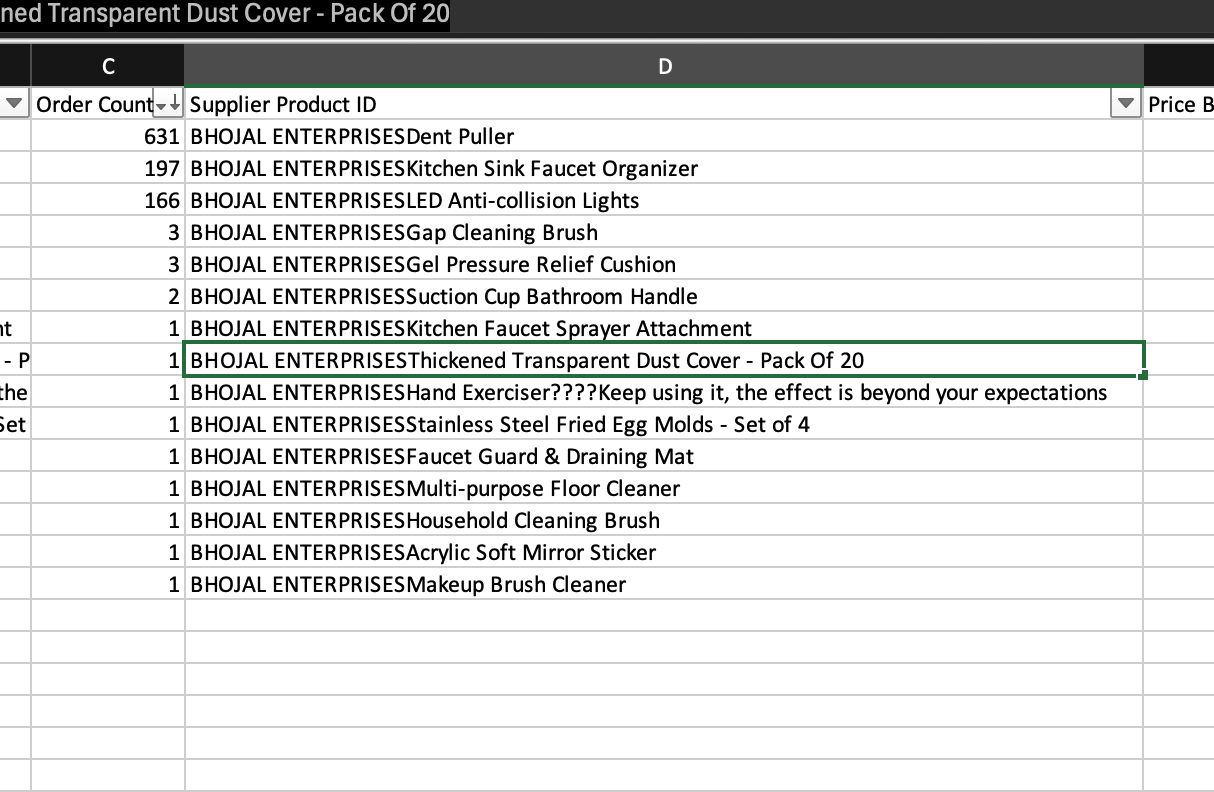 ned Transparent Dust Cover - Pack Of 20
C D
Order Count Supplier Product ID Price B
631 BHOJAL ENTERPRISESDent Puller
197 BHOJAL ENTERPRISESKitchen Sink Faucet Organizer
166 BHOJAL ENTERPRISESLED Anti-collision Lights
3 BHOJAL ENTERPRISESGap Cleaning Brush
3 BHOJAL ENTERPRISESGel Pressure Relief Cushion
2 BHOJAL ENTERPRISESSuction Cup Bathroom Handle
nt 1 BHOJAL ENTERPRISESKitchen Faucet Sprayer Attachment
- P 1 BHOJAL ENTERPRISESThickened Transparent Dust Cover - Pack Of 20
the 1 BHOJAL ENTERPRISESHand Exerciser????Keep using it, the effect is beyond your expectations
Set 1 BHOJAL ENTERPRISESStainless Steel Fried Egg Molds - Set of 4
1 BHOJAL ENTERPRISESFaucet Guard & Draining Mat
1 BHOJAL ENTERPRISESMulti-purpose Floor Cleaner
1 BHOJAL ENTERPRISESHousehold Cleaning Brush
1 BHOJAL ENTERPRISESAcrylic Soft Mirror Sticker
1 BHOJAL ENTERPRISESMakeup Brush Cleaner